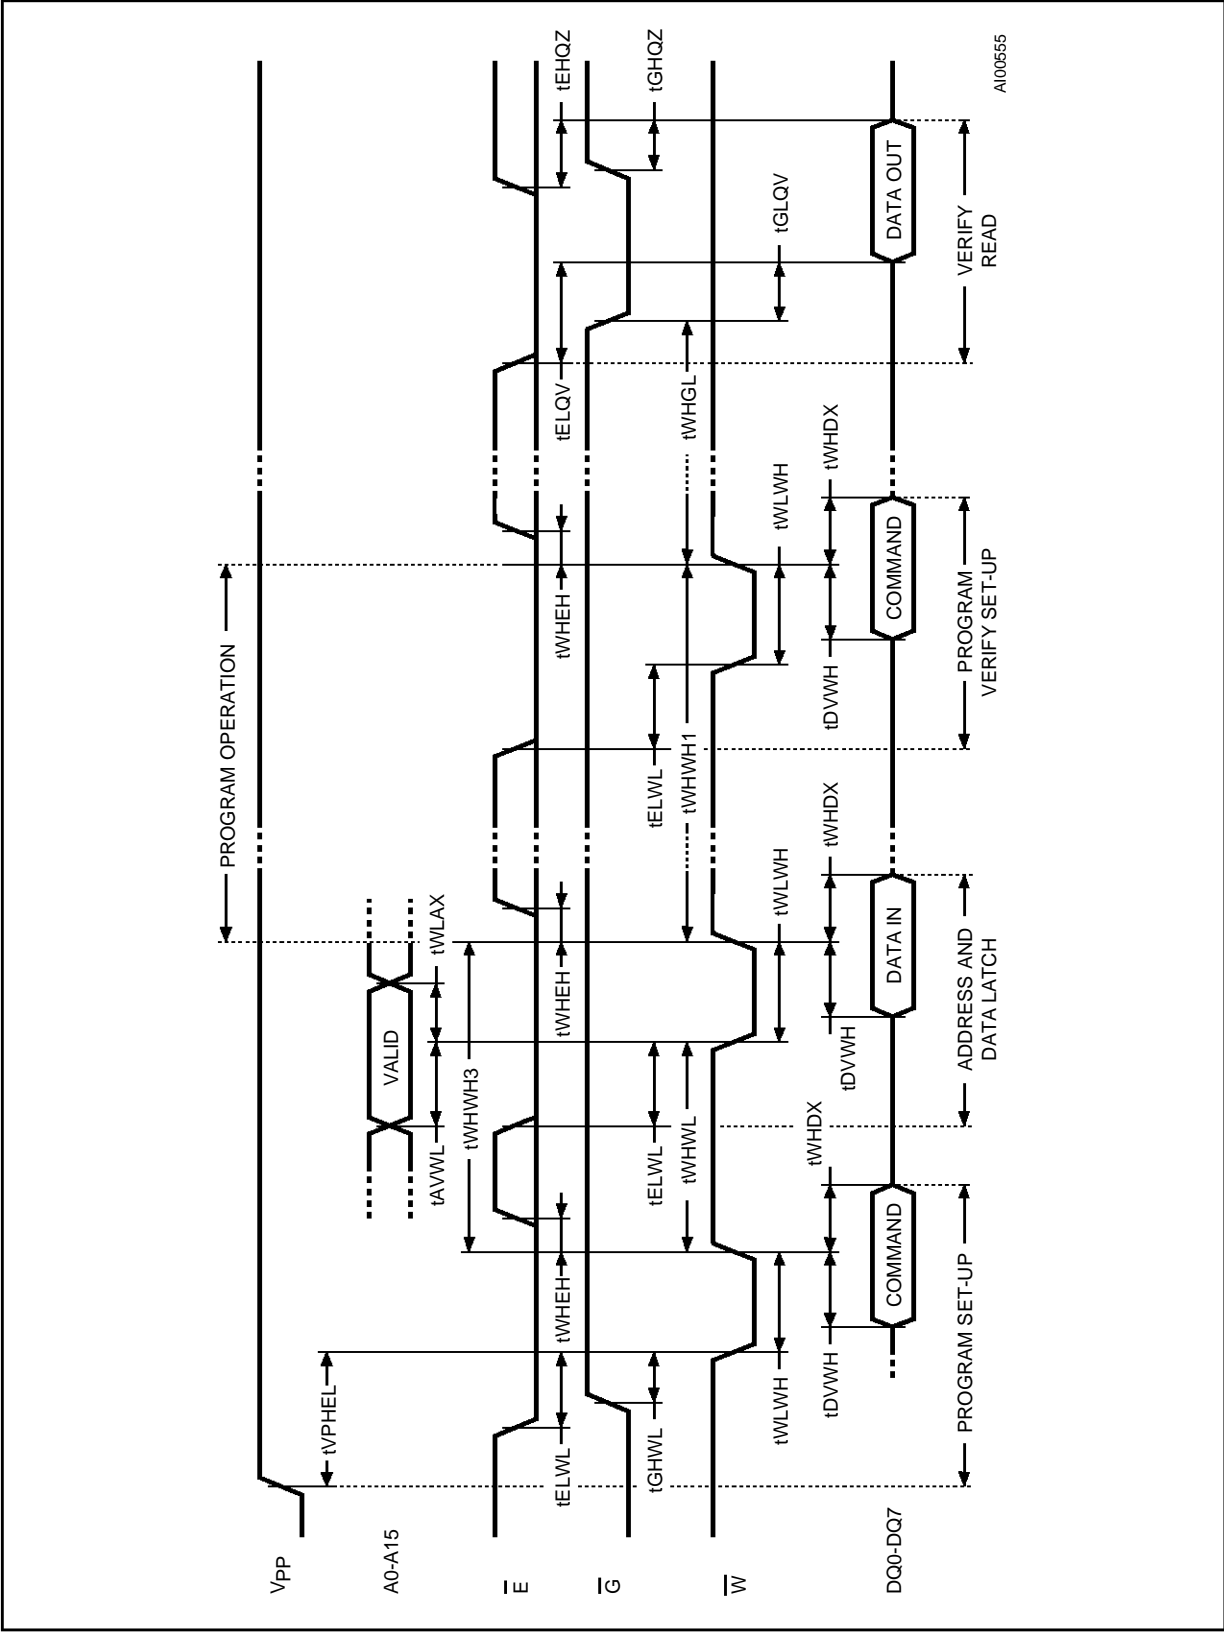 PROGRAM OPERATION
VPP
tVPHEL
A0-A15
VALID
tAVWL
tWLAX
tWHWH3
E
tELWL
tWHEH
tWHEH
tWHEH
tELQV
tEHQZ
G
tGHWL
tELWL
tELWL
tGHQZ
tWHWL
tWHWH1
tWHGL
W
tWLWH
tWLWH
tWLWH
tGLQV
tDVWH
tWHDX
tDVWH
tWHDX
tDVWH
tWHDX
DQ0-DQ7
COMMAND
DATA IN
COMMAND
DATA OUT
PROGRAM SET-UP
ADDRESS AND
DATA LATCH
PROGRAM
VERIFY SET-UP
VERIFY
READ
AI00555